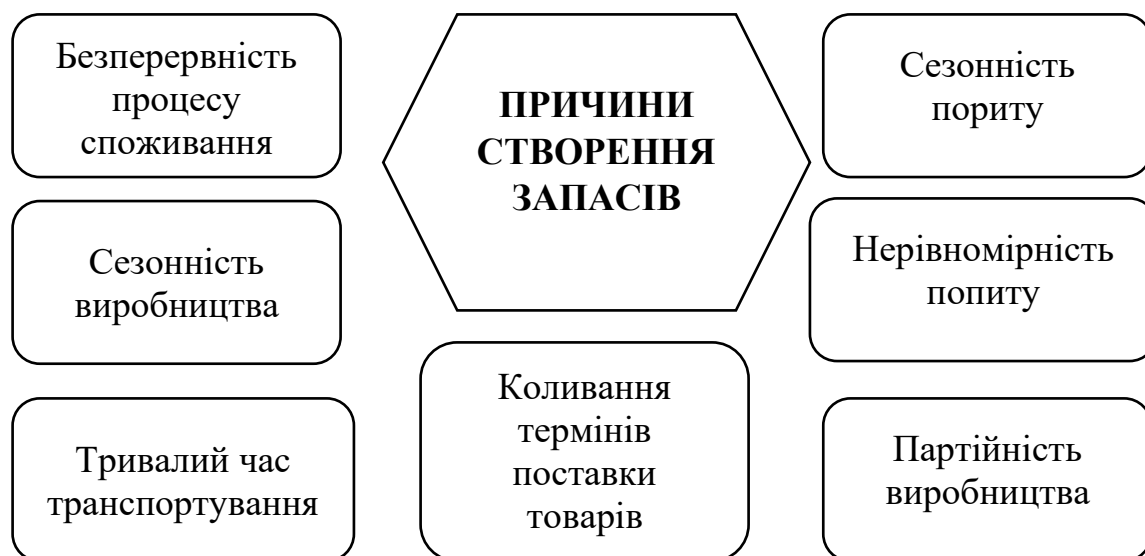 Безперервність
процесу
споживання
ПРИЧИНИ
СТВОРЕННЯ
ЗАПАСІВ
Сезонність
пориту
Сезонність
виробництва
Нерівномірність
попиту
Тривалий час
транспортування
Коливання
термінів
поставки
товарів
Партійність
виробництва